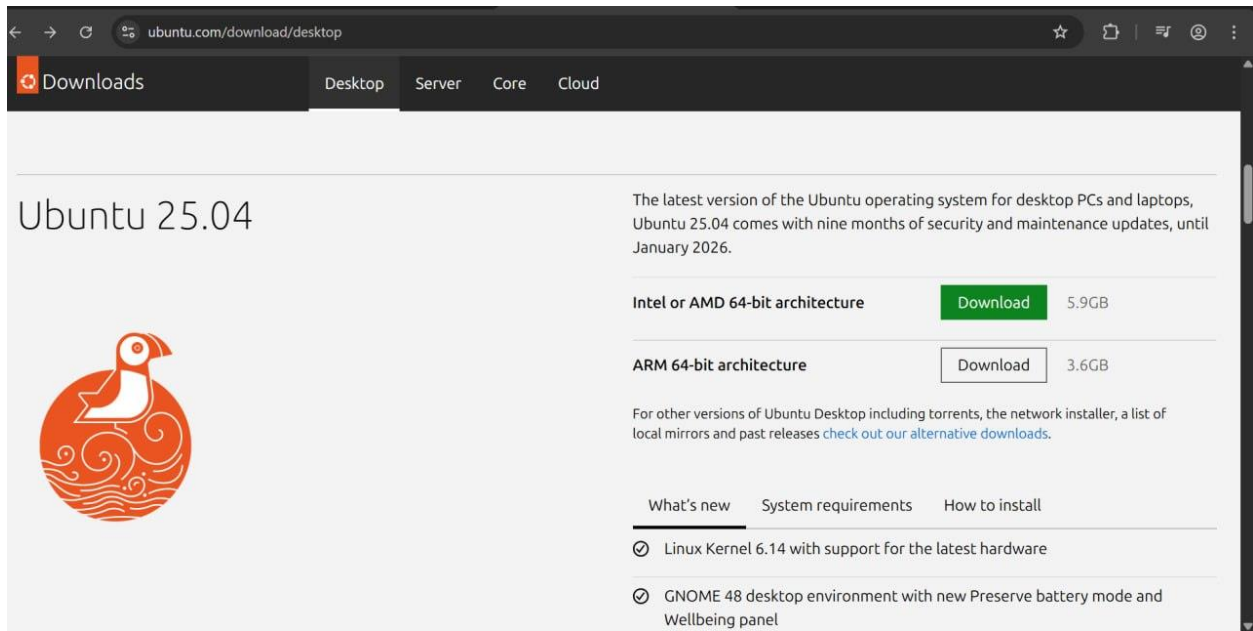 ubuntu.com/download/desktop
Downloads
Desktop
Server
Core
Cloud
Ubuntu 25.04
The latest version of the Ubuntu operating system for desktop PCs and laptops,
Ubuntu 25.04 comes with nine months of security and maintenance updates, until
January 2026.
Intel or AMD 64-bit architecture
Download
5.9GB
ARM 64-bit architecture
Download
3.6GB
For other versions of Ubuntu Desktop including torrents, the network installer, a list of
local mirrors and past releases check out our alternative downloads.
What's new
System requirements
How to install
Linux Kernel 6.14 with support for the latest hardware
GNOME 48 desktop environment with new Preserve battery mode and
Wellbeing panel